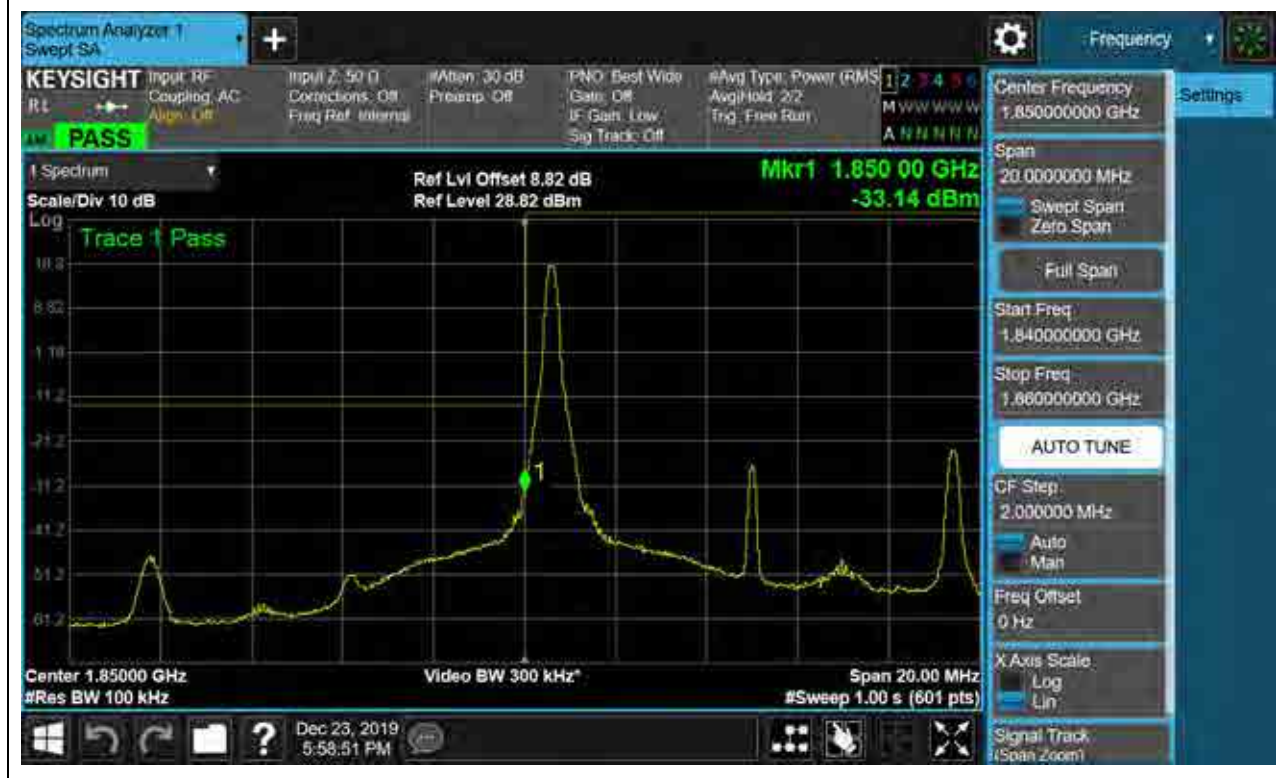 Spectrum Analyzer 1
Swept SA
+
Frequency
KEYSIGHT
RL
PASS
Input: RF
Coupling: AC
Align: Off
Input Z: 50 Ω
Corrections: Off
Freq Ref: Internal
#Atten: 30 dB
Preamp: Off
PNO: Best Wide
Gate: Off
IF Gain: Low
Sig Track: Off
#Avg Type: Power (RMS
Avg|Hold: 2/2
Trig: Free Run
1 2 3 4 5 6
M W W W W W
A N N N N N N
Settings
1 Spectrum
Scale/Div 10 dB
Log
Ref Lvl Offset 8.82 dB
Ref Level 28.82 dBm
Mkr1 1.850 00 GHz
-33.14 dBm
Trace 1 Pass
18.8
8.82
-1.18
-11.2
-21.2
-31.2
-41.2
-51.2
-61.2
1
Center 1.85000 GHz
#Res BW 100 kHz
Video BW 300 kHz*
Span 20.00 MHz
#Sweep 1.00 s (601 pts)
Center Frequency
1.850000000 GHz
Span
20.0000000 MHz
Swept Span
Zero Span
Full Span
Start Freq
1.840000000 GHz
Stop Freq
1.860000000 GHz
AUTO TUNE
CF Step
2.000000 MHz
Auto
Man
Freq Offset
0 Hz
X Axis Scale
Log
Lin
Signal Track
(Span Zoom)
?
Dec 23, 2019
5:58:51 PM